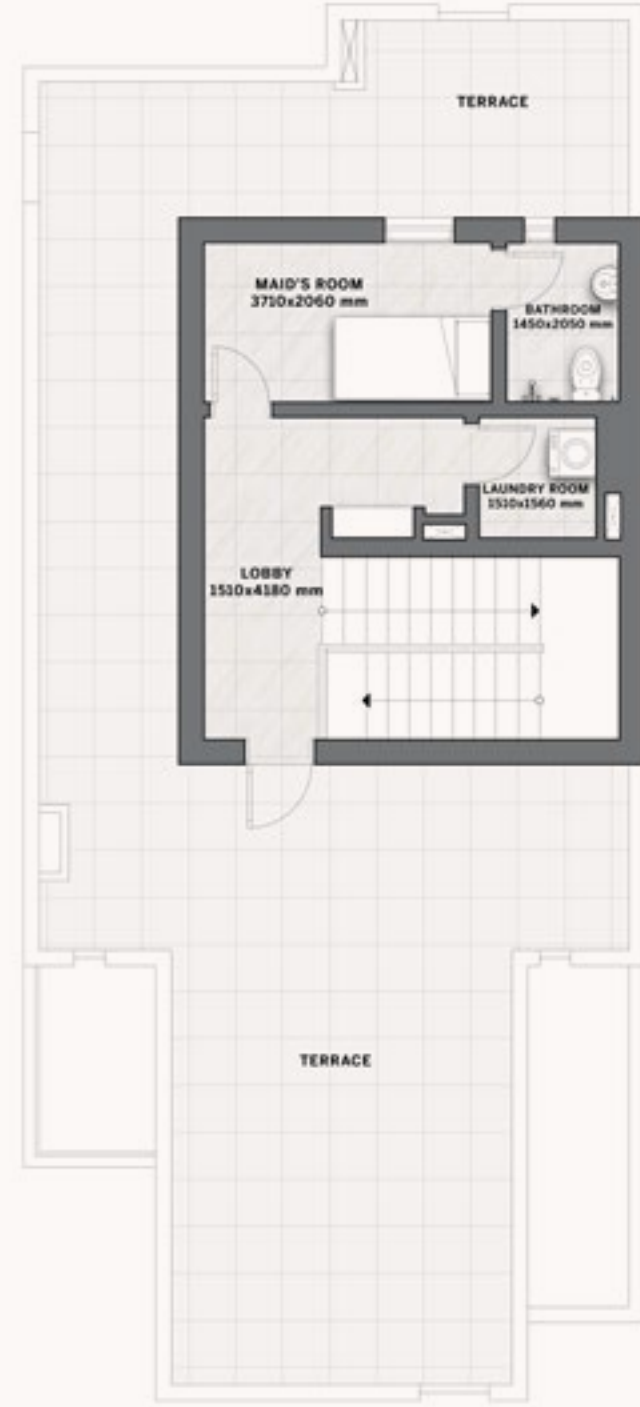 TERRACE
MAID'S ROOM
3710x2060 mm
BATHROOM
1450x2050 mm
LAUNDRY ROOM
1510x1560 mm
LOBBY
1510x4180 mm
TERRACE